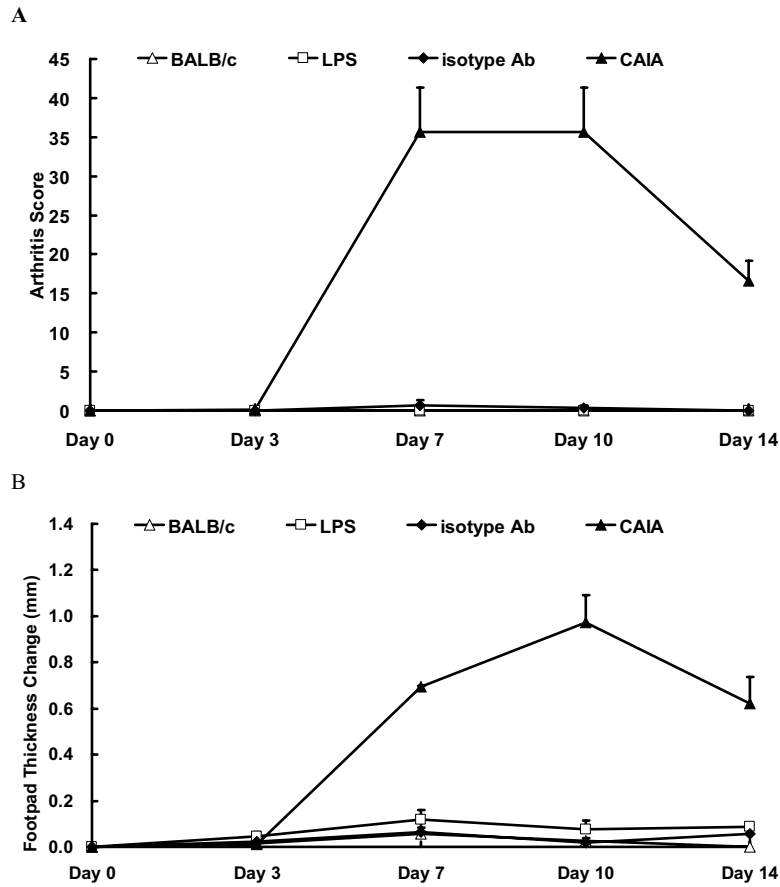 A
BALB/c LPS isotype Ab CAIA
Arthritis Score
45
40
35
30
25
20
15
10
5
0
Day 0 Day 3 Day 7 Day 10 Day 14
B
BALB/c LPS isotype Ab CAIA
Footpad Thickness Change (mm)
1.4
1.2
1.0
0.8
0.6
0.4
0.2
0.0
Day 0 Day 3 Day 7 Day 10 Day 14